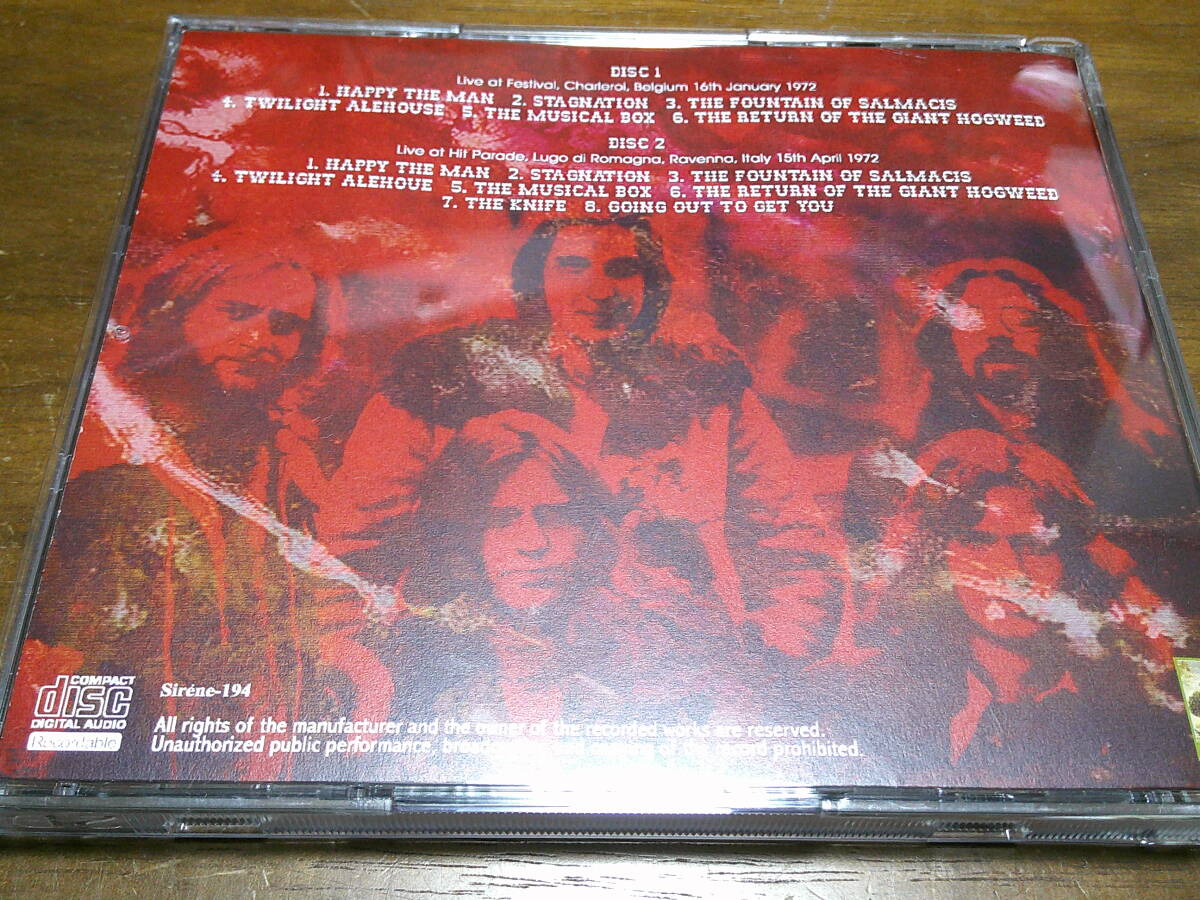 DISC 1
Live at Festival, Charleroi, Belgium 16th January 1972
1. HAPPY THE MAN 2. STAGNATION 3. THE FOUNTAIN OF SALMACIS
4. TWILIGHT ALEHOUSE 5. THE MUSICAL BOX 6. THE RETURN OF THE GIANT HOGWEED
DISC 2
Live at Hit Parade, Lugo di Romagna, Ravenna, Italy 15th April 1972
1. HAPPY THE MAN 2. STAGNATION 3. THE FOUNTAIN OF SALMACIS
4. TWILIGHT ALEHOUE 5. THE MUSICAL BOX 6. THE RETURN OF THE GIANT HOGWEED
7. THE KNIFE 8. GOING OUT TO GET YOU
COMPACT
disc
DIGITAL AUDIO
Recordable
Siréne-194
All rights of the manufacturer and the owner of the recorded works are reserved.
Unauthorized public performance, and of the record prohibited.